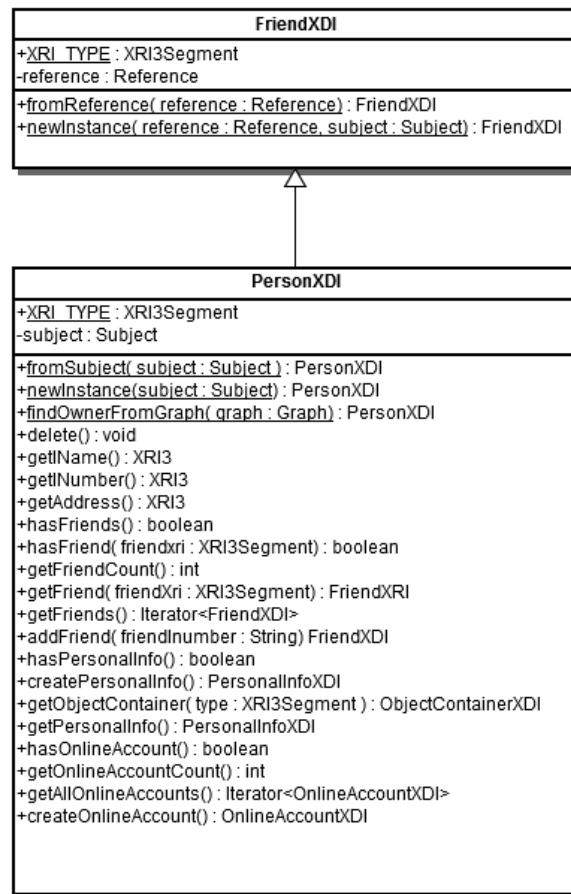 FriendXDI
+XRI_TYPE : XRI3Segment
-reference : Reference
+fromReference( reference : Reference) : FriendXDI
+newInstance( reference : Reference, subject : Subject) : FriendXDI
PersonXDI
+XRI_TYPE : XRI3Segment
-subject : Subject
+fromSubject( subject : Subject ) : PersonXDI
+newInstance(subject : Subject) : PersonXDI
+findOwnerFromGraph( graph : Graph) : PersonXDI
+delete() : void
+getIName() : XRI3
+getINumber() : XRI3
+getAddress() : XRI3
+hasFriends() : boolean
+hasFriend( friendxri : XRI3Segment) : boolean
+getFriendCount() : int
+getFriend( friendXri : XRI3Segment) : FriendXRI
+getFriends() : Iterator<FriendXDI>
+addFriend( friendInumber : String) FriendXDI
+hasPersonalInfo() : boolean
+createPersonalInfo() : PersonalInfoXDI
+getObjectContainer( type : XRI3Segment ) : ObjectContainerXDI
+getPersonalInfo() : PersonalInfoXDI
+hasOnlineAccount() : boolean
+getOnlineAccountCount() : int
+getAllOnlineAccounts() : Iterator<OnlineAccountXDI>
+createOnlineAccount() : OnlineAccountXDI